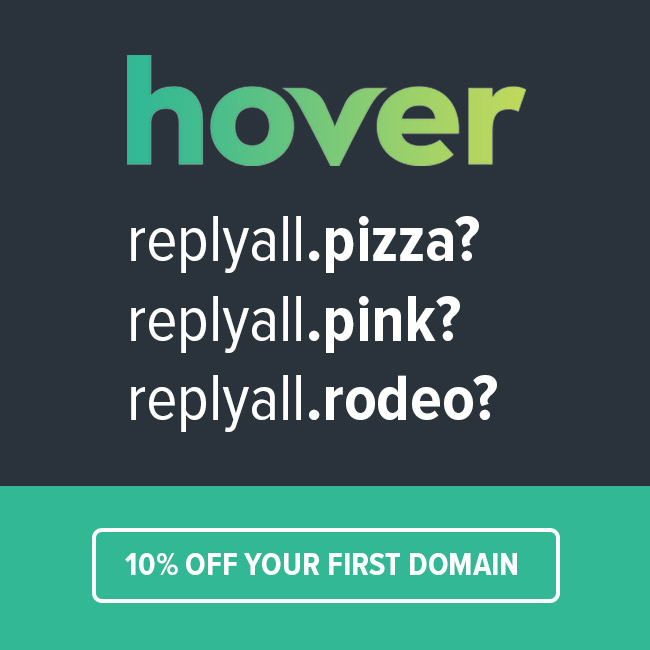 hover
replyall.pizza?
replyall.pink?
replyall.rodeo?
10% OFF YOUR FIRST DOMAIN